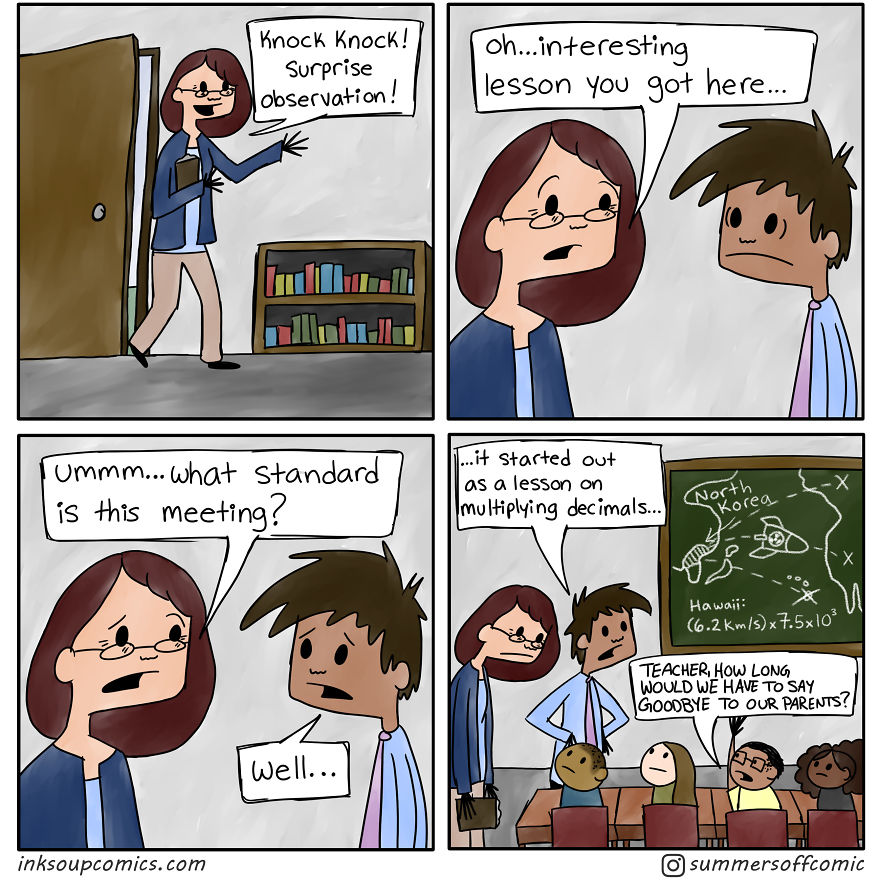 Knock Knock!
Surprise
observation!
oh...interesting
lesson you got here...
Ummm...what standard
is this meeting?
Well...
...it started out
as a lesson on
multiplying decimals...
North
Korea
X
X
X
Hawaii:
(6.2 Km/s) x 7.5x10³
TEACHER, HOW LONG
WOULD WE HAVE TO SAY
GOODBYE TO OUR PARENTS?
inksoupcomics.com
summersoffcomic